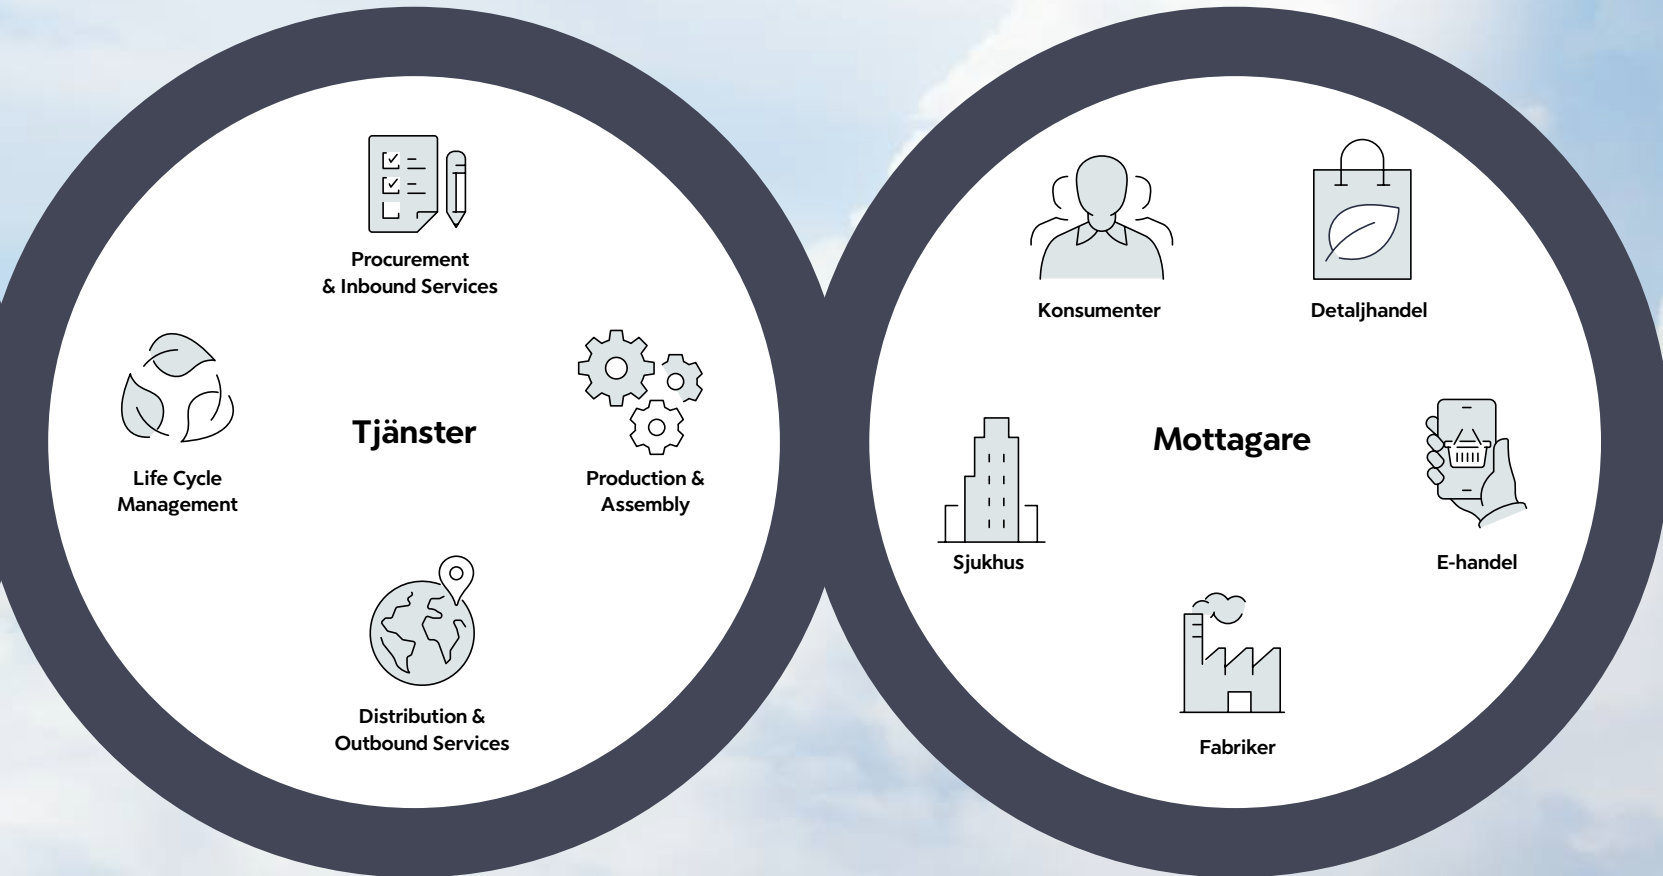 Procurement
& Inbound Services
Life Cycle
Management
Tjänster
Production &
Assembly
Distribution &
Outbound Services
Konsumenter
Detaljhandel
Mottagare
Sjukhus
E-handel
Fabriker